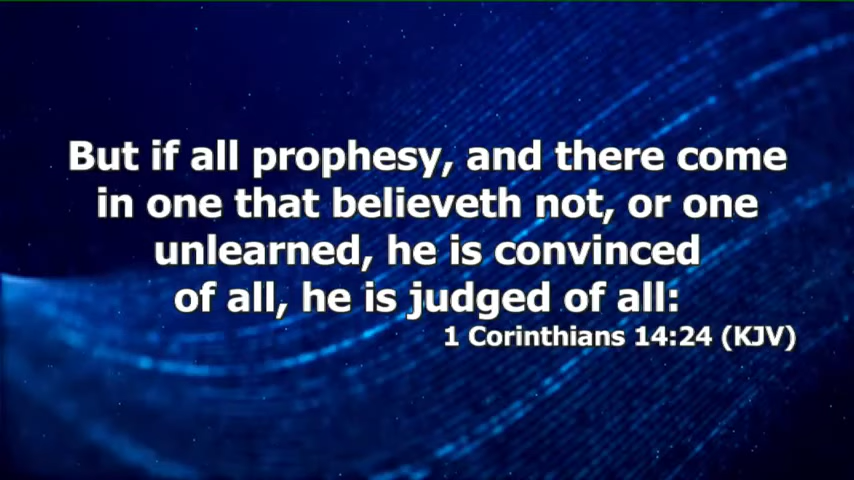 But if all prophesy, and there come
in one that believeth not, or one
unlearned, he is convinced
of all, he is judged of all:
1 Corinthians 14:24 (KJV)